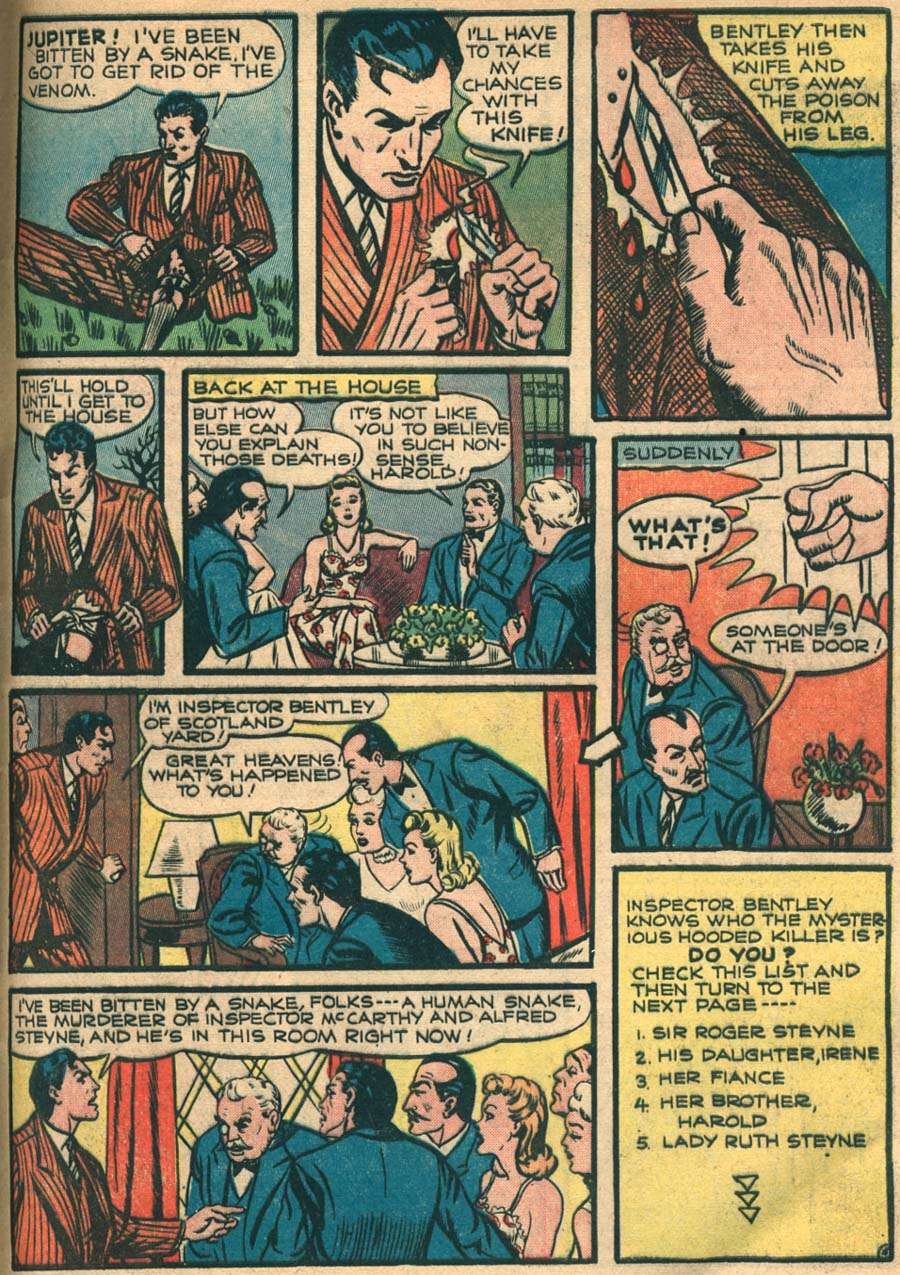 JUPITER! I'VE BEEN
BITTEN BY A SNAKE, I'VE
GOT TO GET RID OF THE
VENOM.
I'LL HAVE
TO TAKE
MY
CHANCES
WITH
THIS
KNIFE!
BENTLEY THEN
TAKES HIS
KNIFE AND
CUTS AWAY
THE POISON
FROM
HIS LEG.
THIS'LL HOLD
UNTIL I GET TO
THE HOUSE
BACK AT THE HOUSE
BUT HOW
ELSE CAN
YOU EXPLAIN
THOSE DEATHS!
IT'S NOT LIKE
YOU TO BELIEVE
IN SUCH NON-
SENSE,
HAROLD!
SUDDENLY
WHAT'S
THAT!
SOMEONE'S
AT THE DOOR!
I'M INSPECTOR BENTLEY
OF SCOTLAND
YARD!
GREAT HEAVENS!
WHAT'S HAPPENED
TO YOU!
I'VE BEEN BITTEN BY A SNAKE, FOLKS---A HUMAN SNAKE,
THE MURDERER OF INSPECTOR McCARTHY AND ALFRED
STEYNE, AND HE'S IN THIS ROOM RIGHT NOW!
INSPECTOR BENTLEY
KNOWS WHO THE MYSTER-
IOUS HOODED KILLER IS?
DO YOU?
CHECK THIS LIST AND
THEN TURN TO THE
NEXT PAGE----
1. SIR ROGER STEYNE
2. HIS DAUGHTER, IRENE
3. HER FIANCE
4. HER BROTHER,
HAROLD
5. LADY RUTH STEYNE
6